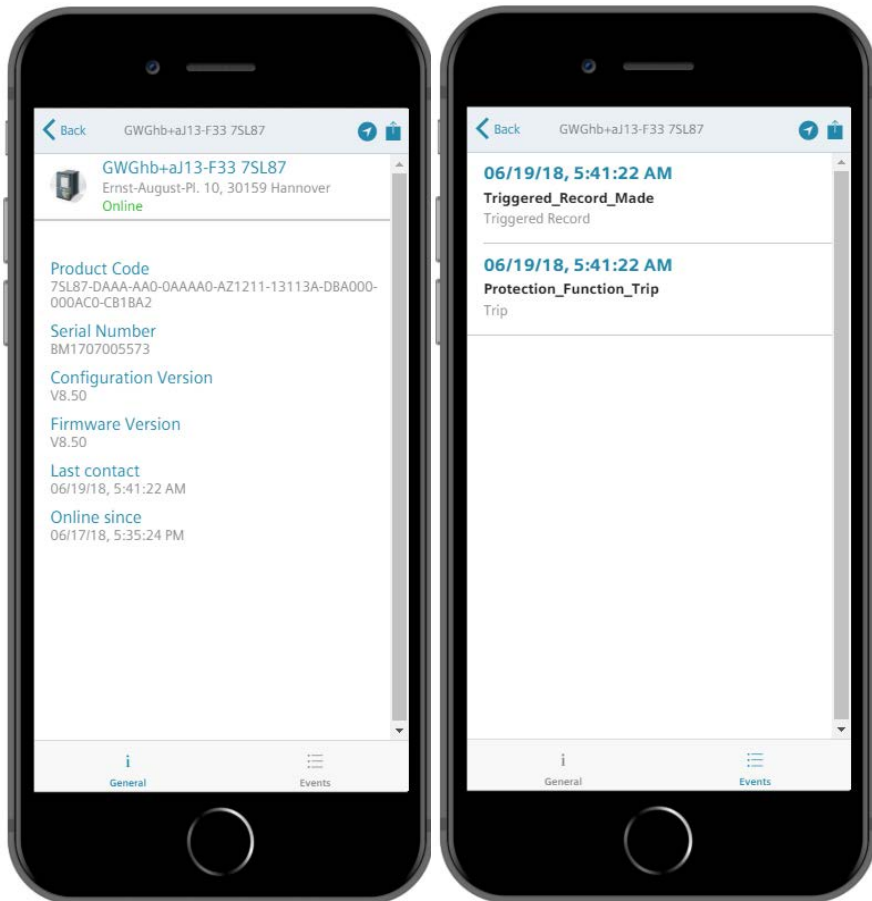 Back GWGhb+aJ13-F33 7SL87
GWGhb+aJ13-F33 7SL87
Ernst-August-Pl. 10, 30159 Hannover
Online
Product Code
7SL87-DAAA-AA0-0AAAA0-AZ1211-13113A-DBA000-
000AC0-CB1BA2
Serial Number
BM1707005573
Configuration Version
V8.50
Firmware Version
V8.50
Last contact
06/19/18, 5:41:22 AM
Online since
06/17/18, 5:35:24 PM
General Events
Back GWGhb+aJ13-F33 7SL87
06/19/18, 5:41:22 AM
Triggered_Record_Made
Triggered Record
06/19/18, 5:41:22 AM
Protection_Function_Trip
Trip
General Events